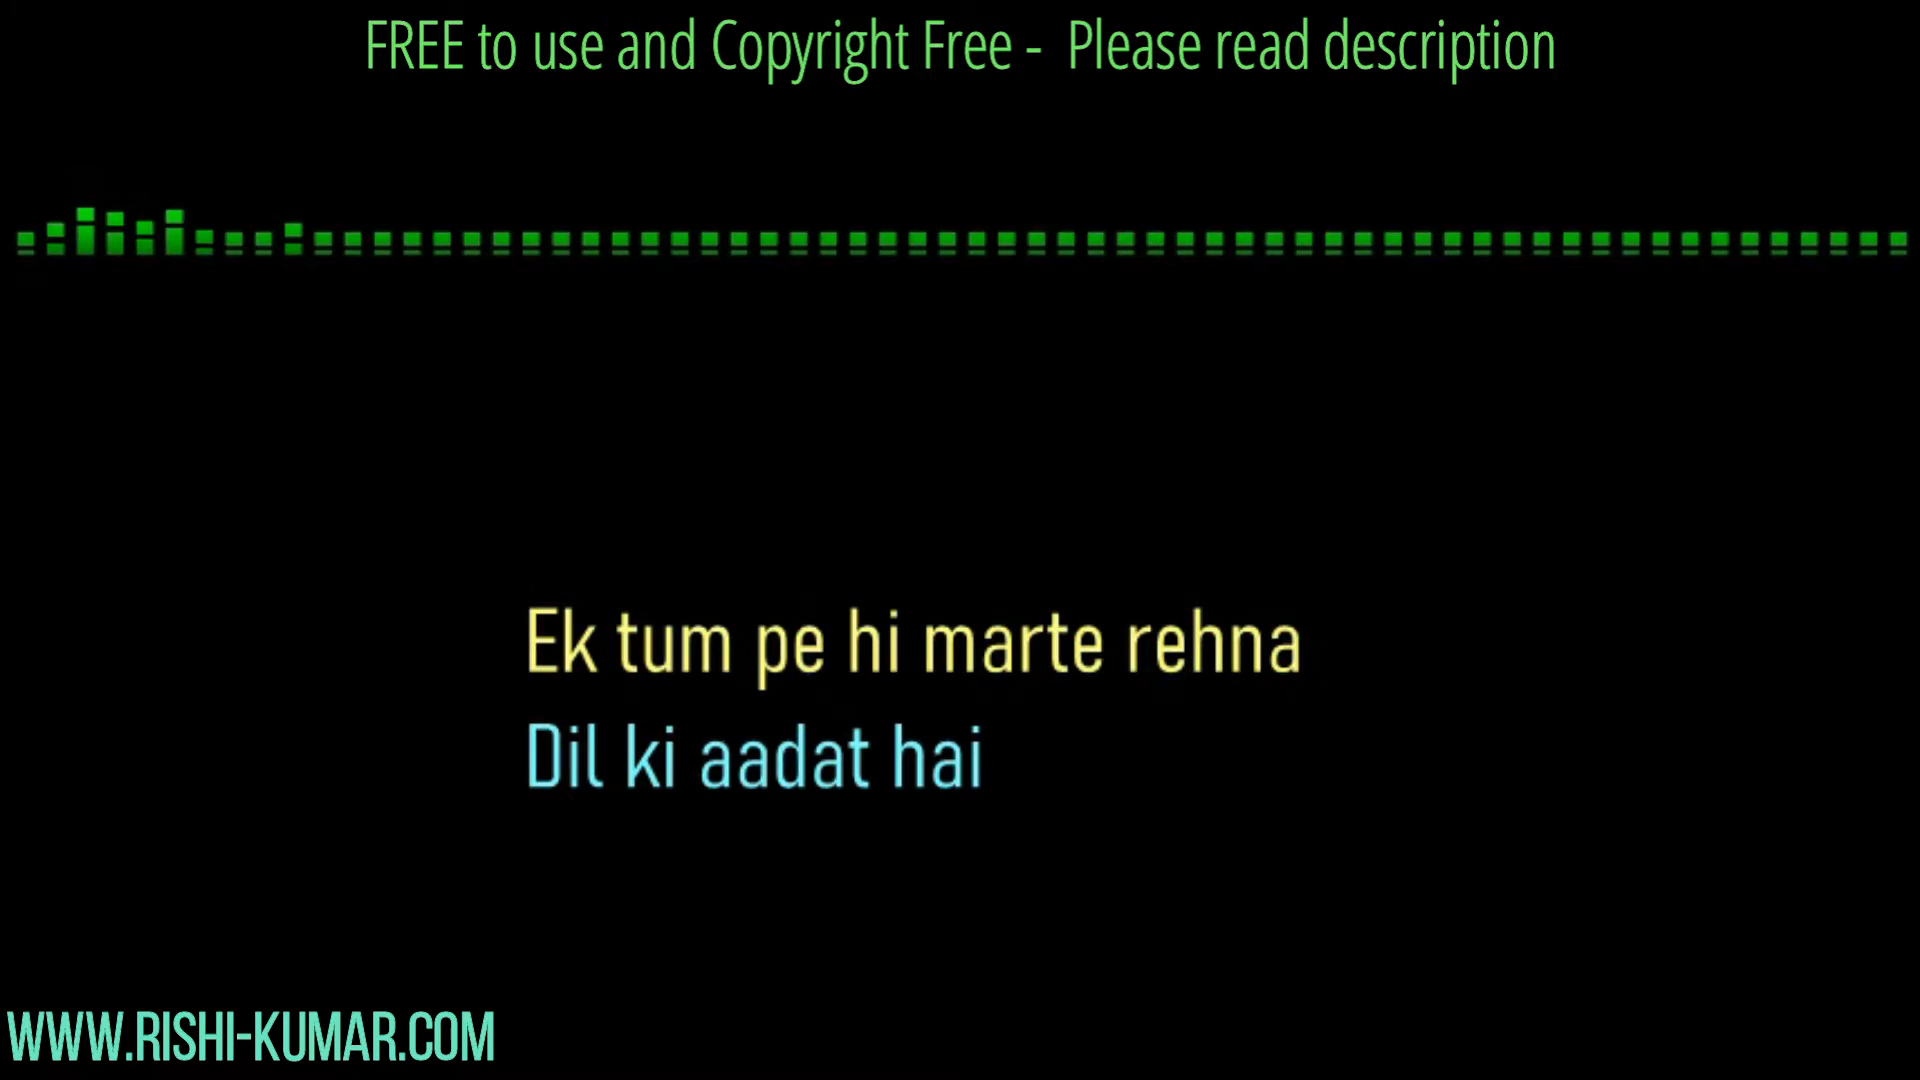 FREE to use and Copyright Free - Please read description
Ek tum pe hi marte rehna
Dil ki aadat hai
WWW.RISHI-KUMAR.COM